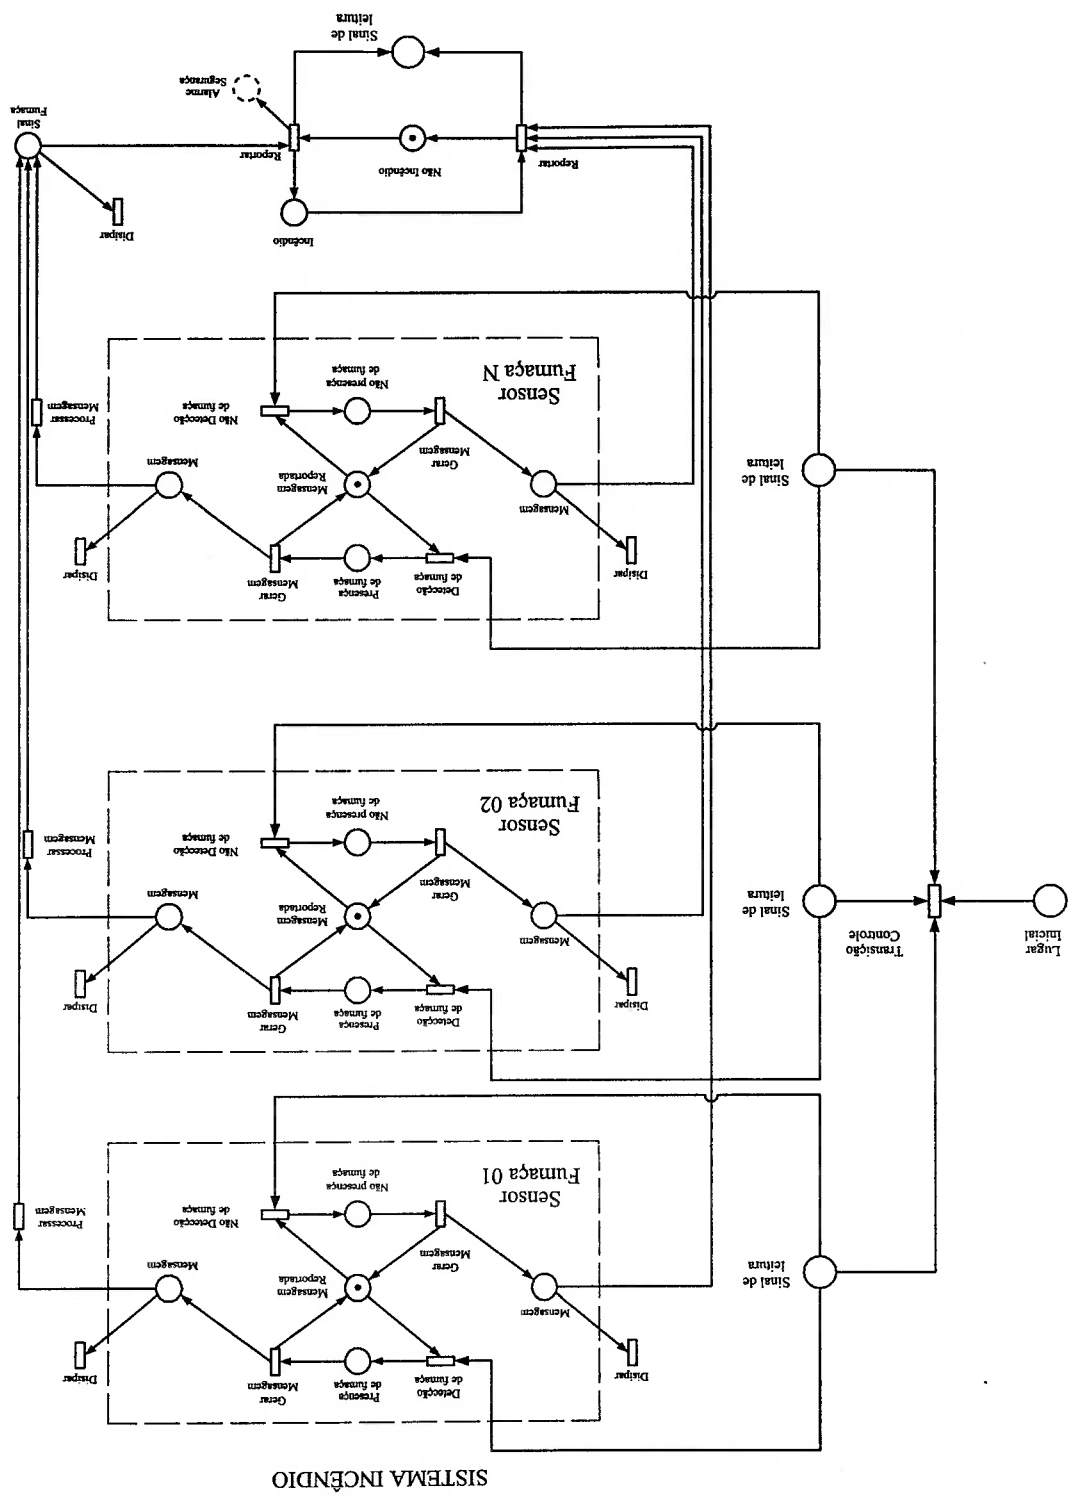 SISTEMA INCÊNDIO
Disipar
Detecção
de fumaça
Presença
de fumaça
Gerar
Mensagem
Disipar
Sinal de
leitura
Mensagem
Mensagem
Reportada
Mensagem
Gerar
Mensagem
Sensor
Fumaça 01
Não presença
de fumaça
Não Detecção
de fumaça
Processar
Mensagem
Lugar
Inicial
Transição
Controle
Sinal de
leitura
Disipar
Detecção
de fumaça
Presença
de fumaça
Gerar
Mensagem
Disipar
Mensagem
Mensagem
Reportada
Mensagem
Gerar
Mensagem
Sensor
Fumaça 02
Não presença
de fumaça
Não Detecção
de fumaça
Processar
Mensagem
Disipar
Detecção
de fumaça
Presença
de fumaça
Gerar
Mensagem
Disipar
Sinal de
leitura
Mensagem
Mensagem
Reportada
Mensagem
Gerar
Mensagem
Sensor
Fumaça N
Não presença
de fumaça
Não Detecção
de fumaça
Processar
Mensagem
Incêndio
Disipar
Reportar
Não Incêndio
Reportar
Sinal
Fumaça
Alarme
Segurança
Sinal de
leitura